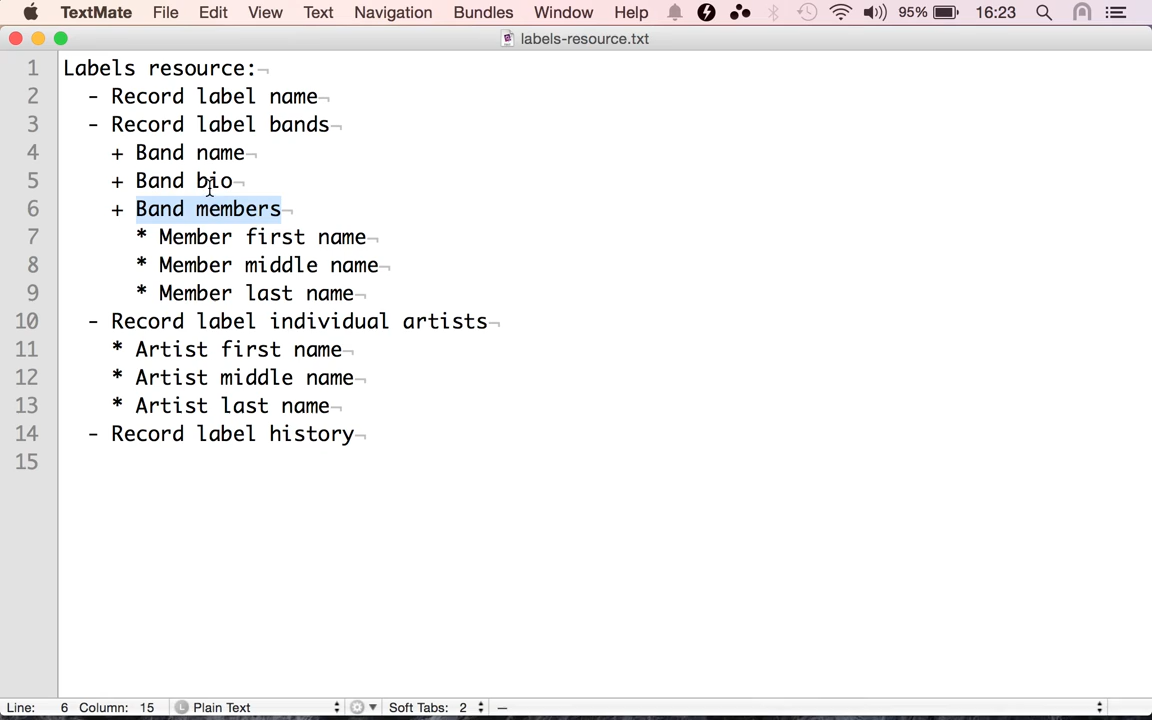 TextMate File Edit View Text Navigation Bundles Window Help 95% 16:23
labels-resource.txt
1 Labels resource:¬
2 - Record label name¬
3 - Record label bands¬
4 + Band name¬
5 + Band bio¬
6 + Band members¬
7 * Member first name¬
8 * Member middle name¬
9 * Member last name¬
10 - Record label individual artists¬
11 * Artist first name¬
12 * Artist middle name¬
13 * Artist last name¬
14 - Record label history¬
15
Line: 6 Column: 15 L Plain Text Soft Tabs: 2 —